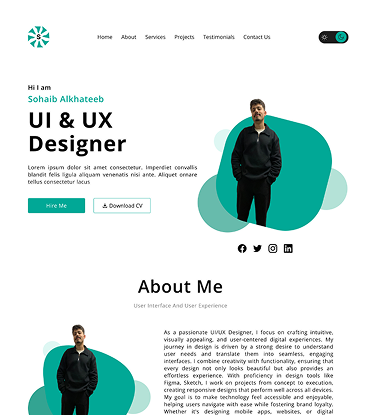 S
Home About Services Projects Testimonials Contact Us
Hi I am
Sohaib Alkhateeb
UI & UX
Designer
Lorem ipsum dolor sit amet consectetur. Imperdiet convallis
blandit felis ligula aliquam venenatis nisi ante. Aliquet ornare
tellus consectetur lacus
Hire Me
Download CV
About Me
User Interface And User Experience
As a passionate UI/UX Designer, I focus on crafting intuitive,
visually appealing, and user-centered digital experiences. My
journey in design is driven by a strong desire to understand
user needs and translate them into seamless, engaging
interfaces. I combine creativity with functionality, ensuring that
every design not only looks beautiful but also provides an
effortless experience. With proficiency in design tools like
Figma, Sketch, I work on projects from concept to execution,
creating responsive designs that perform well across all devices.
My goal is to make technology feel accessible and enjoyable,
helping users navigate with ease while fostering brand loyalty.
Whether it's designing mobile apps, websites, or digital